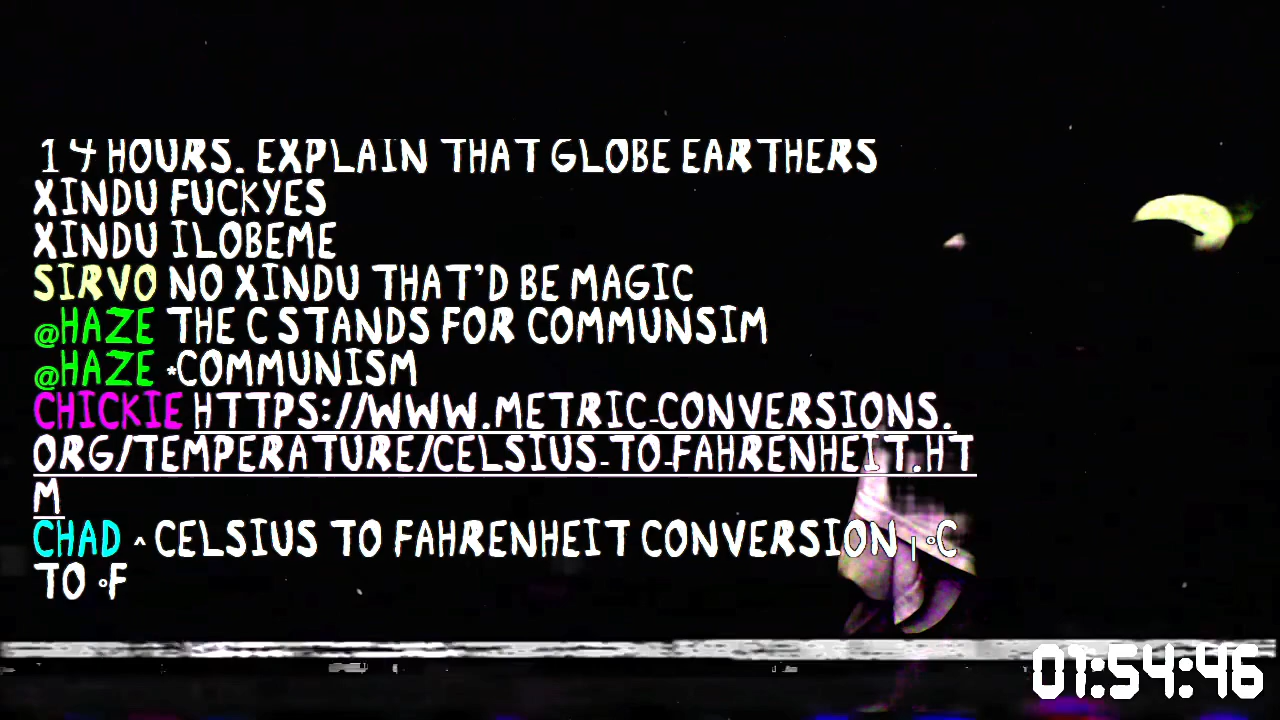 14 HOURS. EXPLAIN THAT GLOBE EARTHERS
XINDU FUCKYES
XINDU ILOBEME
SIRVO NO XINDU THAT'D BE MAGIC
@HAZE THE C STANDS FOR COMMUNSIM
@HAZE *COMMUNISM
CHICKIE HTTPS://WWW.METRIC-CONVERSIONS.
ORG/TEMPERATURE/CELSIUS-TO-FAHRENHEIT.HT
M
CHAD ^ CELSIUS TO FAHRENHEIT CONVERSION | °C
TO °F
01:54:46